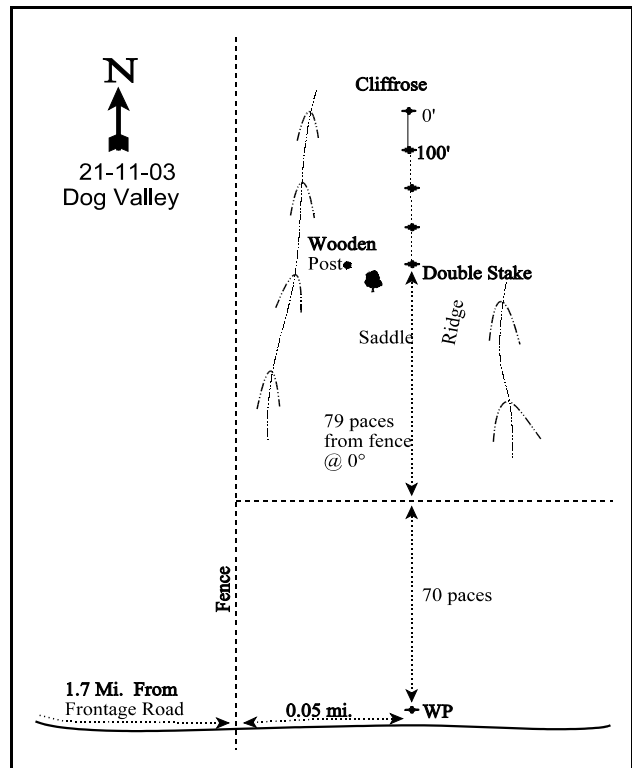 N
21-11-03
Dog Valley
Cliffrose
0'
100'
Wooden
Post
Double Stake
Saddle
Ridge
79 paces
from fence
@ 0°
Fence
70 paces
1.7 Mi. From
Frontage Road
0.05 mi.
WP